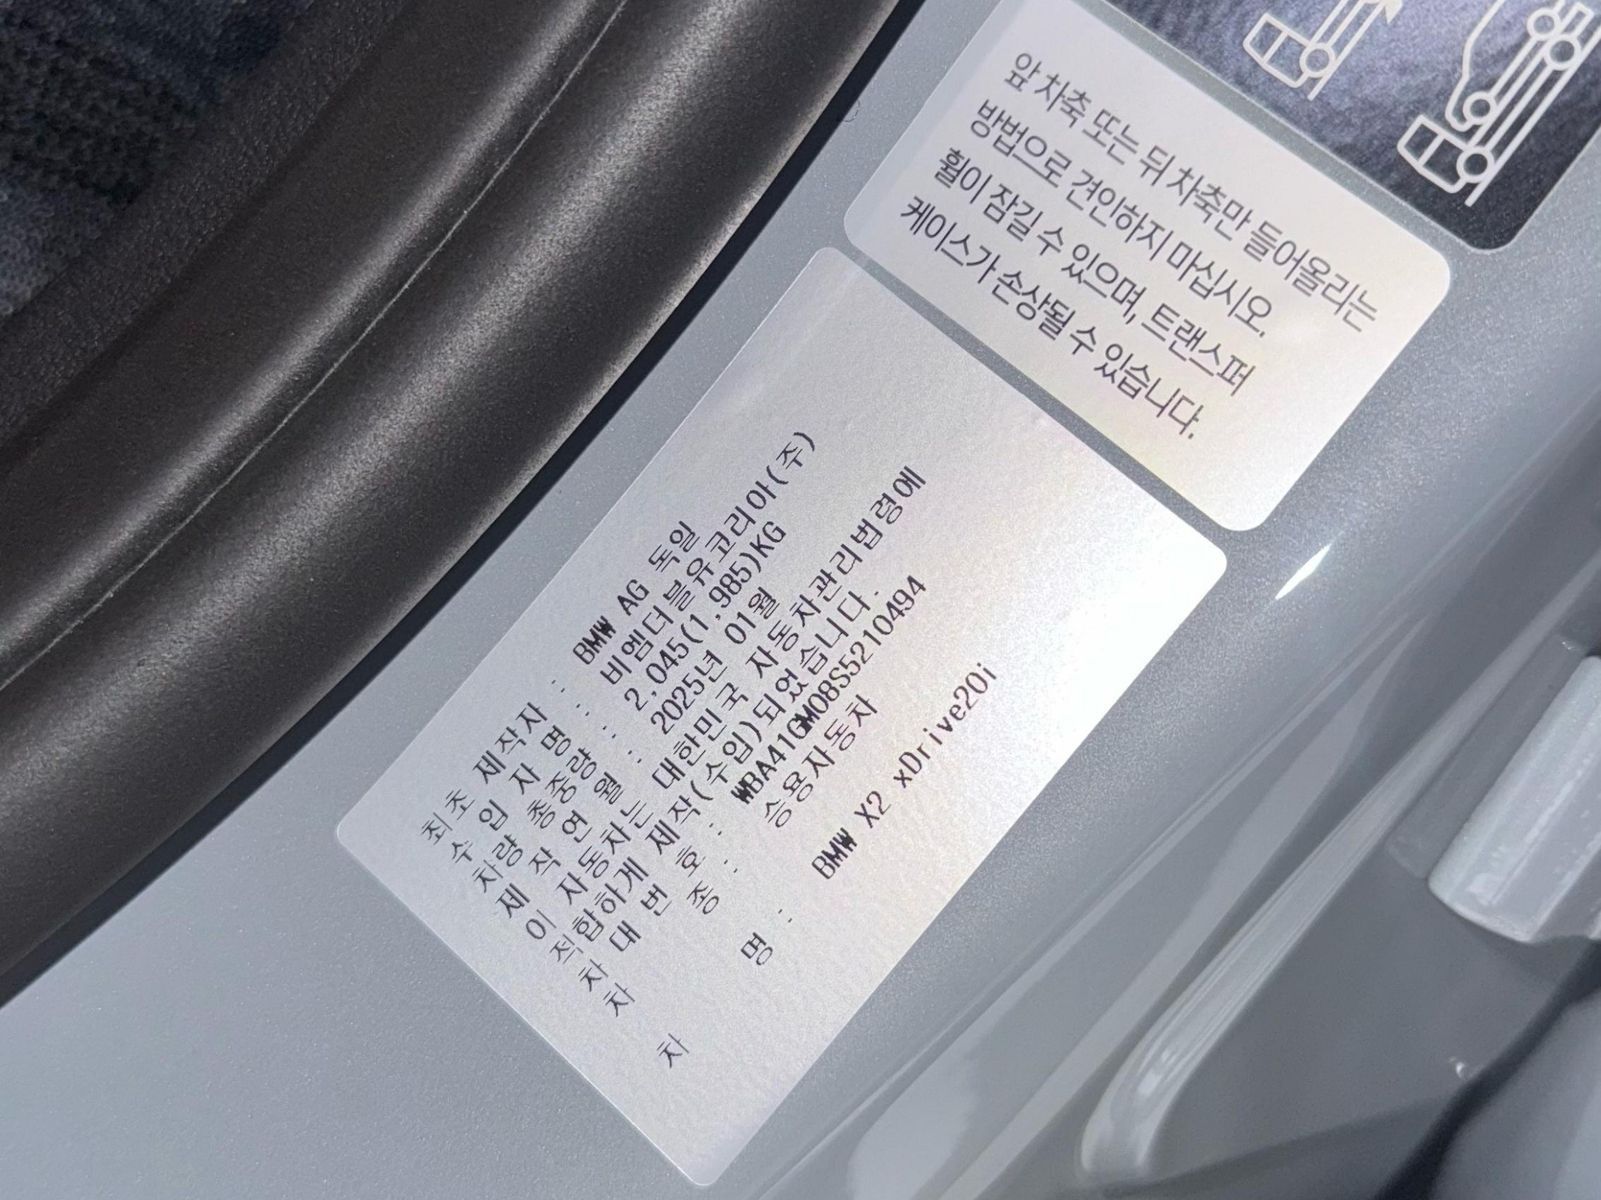 앞 차축 또는 뒤 차축만 들어올리는
방법으로 견인하지 마십시오.
휠이 잠길 수 있으며, 트랜스퍼
케이스가 손상될 수 있습니다.
최초 제작자 : BMW AG 독일
수 입 자 명 : 비엠더블유코리아(주)
차량 총중량 : 2,045(1,985)KG
제 작 연 월 : 2025년 01월
이 자동차는 대한민국 자동차관리법령에
적합하게 제작(수입)되었습니다.
차 대 번 호 : WBA41GM08S5210494
차 종 : 승용자동차
차 명 : BMW X2 xDrive20i